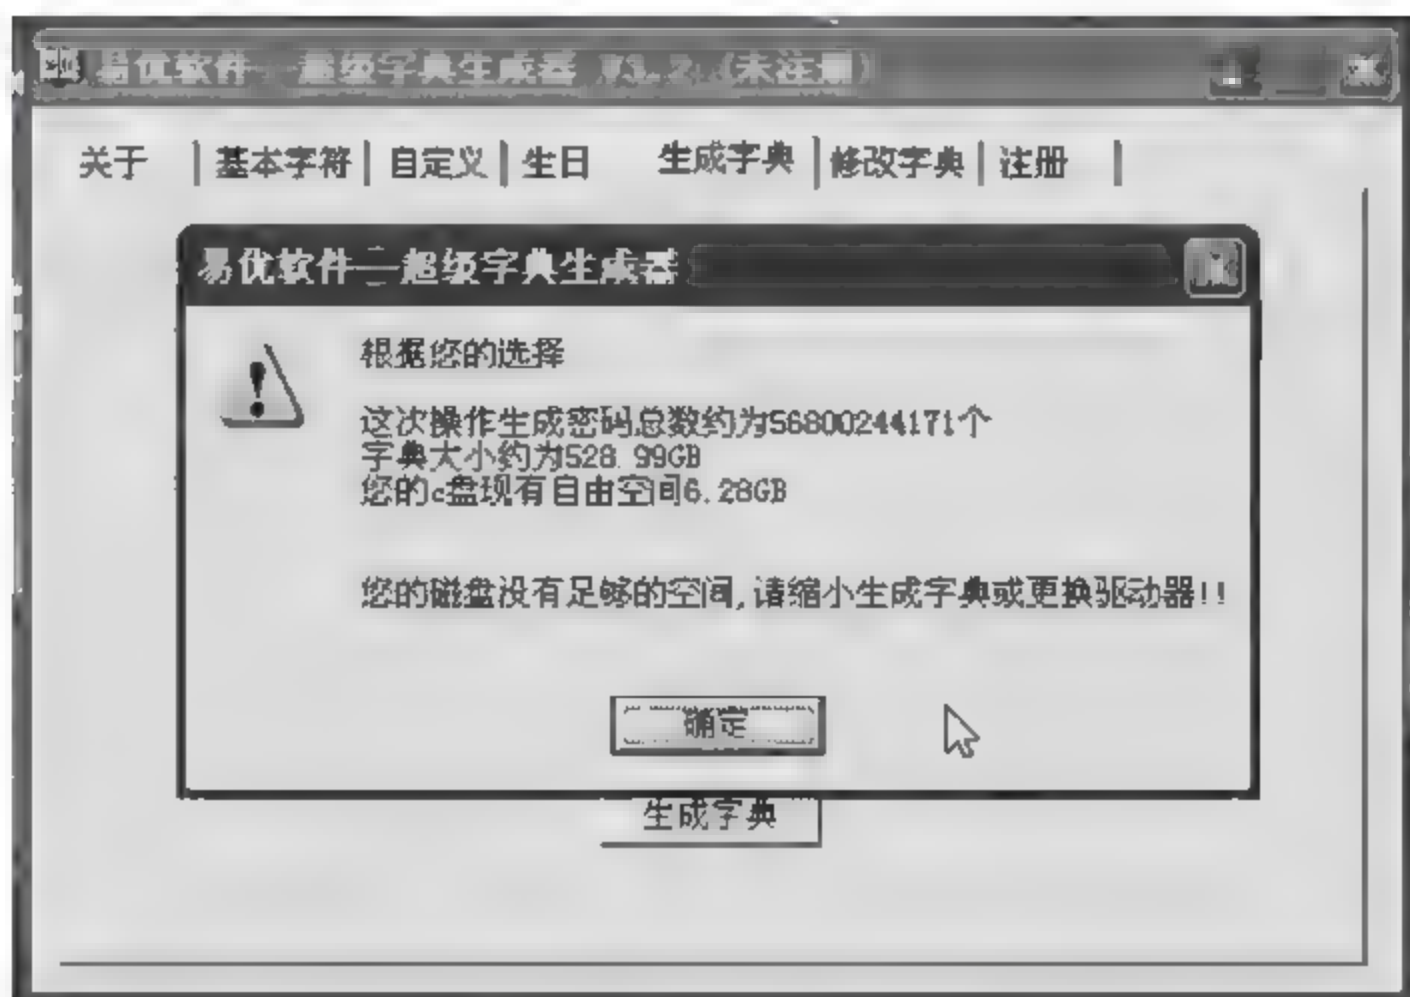 易优软件—超级字典生成器 V3.2,(未注册)
关于 基本字符 自定义 生日 生成字典 修改字典 注册
易优软件—超级字典生成器
根据您的选择
这次操作生成密码总数约为56800244171个
字典大小约为528.99GB
您的c盘现有自由空间6.28GB
您的磁盘没有足够的空间,请缩小生成字典或更换驱动器!!
确定
生成字典